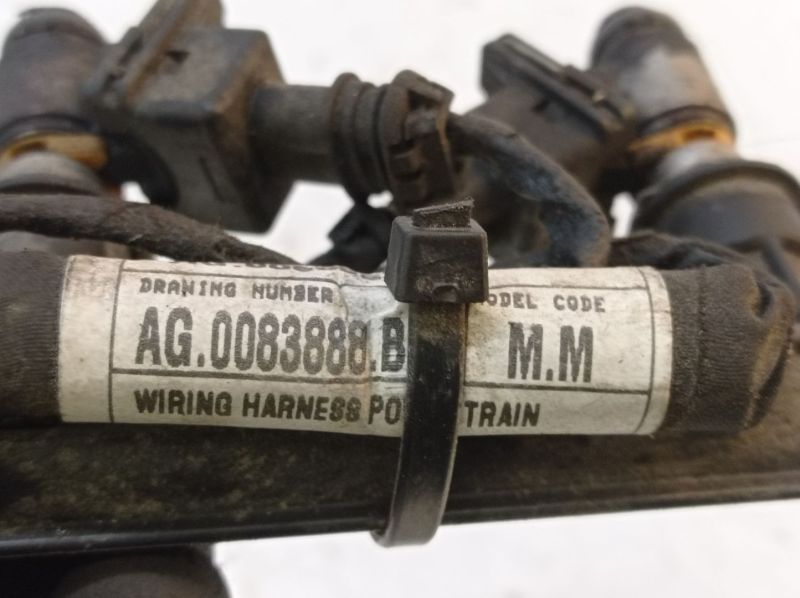 DRAWING NUMBER ODEL CODE
AG.0083888.B M.M
WIRING HARNESS PO TRAIN